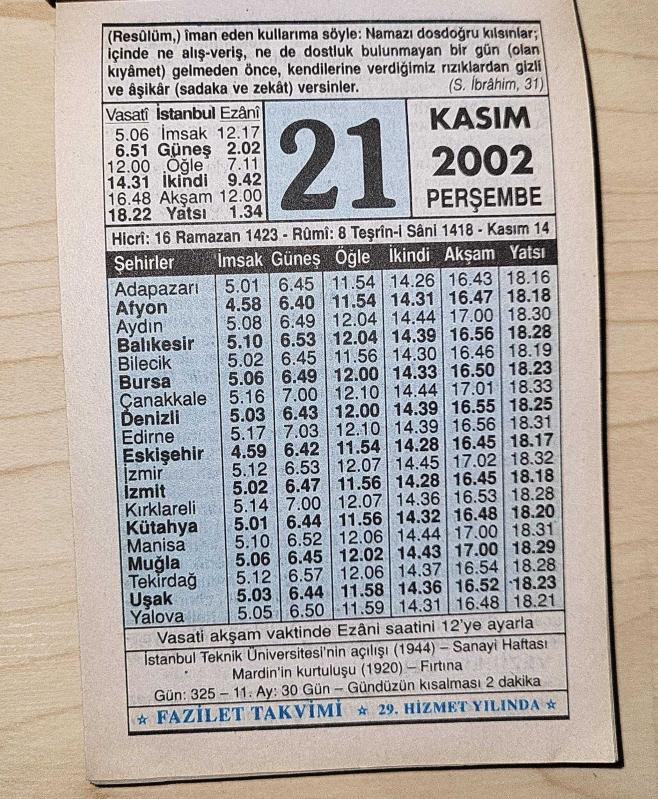 (Resûlüm,) îman eden kullarıma söyle: Namazı dosdoğru kılsınlar;
içinde ne alış-veriş, ne de dostluk bulunmayan bir gün (olan
kıyâmet) gelmeden önce, kendilerine verdiğimiz rızıklardan gizli
ve âşikâr (sadaka ve zekât) versinler. (S. İbrâhim, 31)
Vasatî İstanbul Ezânî
5.06 İmsak 12.17
6.51 Güneş 2.02
12.00 Öğle 7.11
14.31 İkindi 9.42
16.48 Akşam 12.00
18.22 Yatsı 1.34
21
KASIM
2002
PERŞEMBE
Hicrî: 16 Ramazan 1423 - Rûmî: 8 Teşrîn-i Sâni 1418 - Kasım 14
Şehirler İmsak Güneş Öğle İkindi Akşam Yatsı
Adapazarı 5.01 6.45 11.54 14.26 16.43 18.16
Afyon 4.58 6.40 11.54 14.31 16.47 18.18
Aydın 5.08 6.49 12.04 14.44 17.00 18.30
Balıkesir 5.10 6.53 12.04 14.39 16.56 18.28
Bilecik 5.02 6.45 11.56 14.30 16.46 18.19
Bursa 5.06 6.49 12.00 14.33 16.50 18.23
Çanakkale 5.16 7.00 12.10 14.44 17.01 18.33
Denizli 5.03 6.43 12.00 14.39 16.55 18.25
Edirne 5.17 7.03 12.10 14.39 16.56 18.31
Eskişehir 4.59 6.42 11.54 14.28 16.45 18.17
İzmir 5.12 6.53 12.07 14.45 17.02 18.32
İzmit 5.02 6.47 11.56 14.28 16.45 18.18
Kırklareli 5.14 7.00 12.07 14.36 16.53 18.28
Kütahya 5.01 6.44 11.56 14.32 16.48 18.20
Manisa 5.10 6.52 12.06 14.44 17.00 18.31
Muğla 5.06 6.45 12.02 14.43 17.00 18.29
Tekirdağ 5.12 6.57 12.06 14.37 16.54 18.28
Uşak 5.03 6.44 11.58 14.36 16.52 18.23
Yalova 5.05 6.50 11.59 14.31 16.48 18.21
Vasati akşam vaktinde Ezâni saatini 12'ye ayarla
İstanbul Teknik Üniversitesi'nin açılışı (1944) – Sanayi Haftası
Mardin'in kurtuluşu (1920) – Fırtına
Gün: 325 – 11. Ay: 30 Gün – Gündüzün kısalması 2 dakika
☆ FAZİLET TAKVİMİ ☆ 29. HİZMET YILINDA ☆